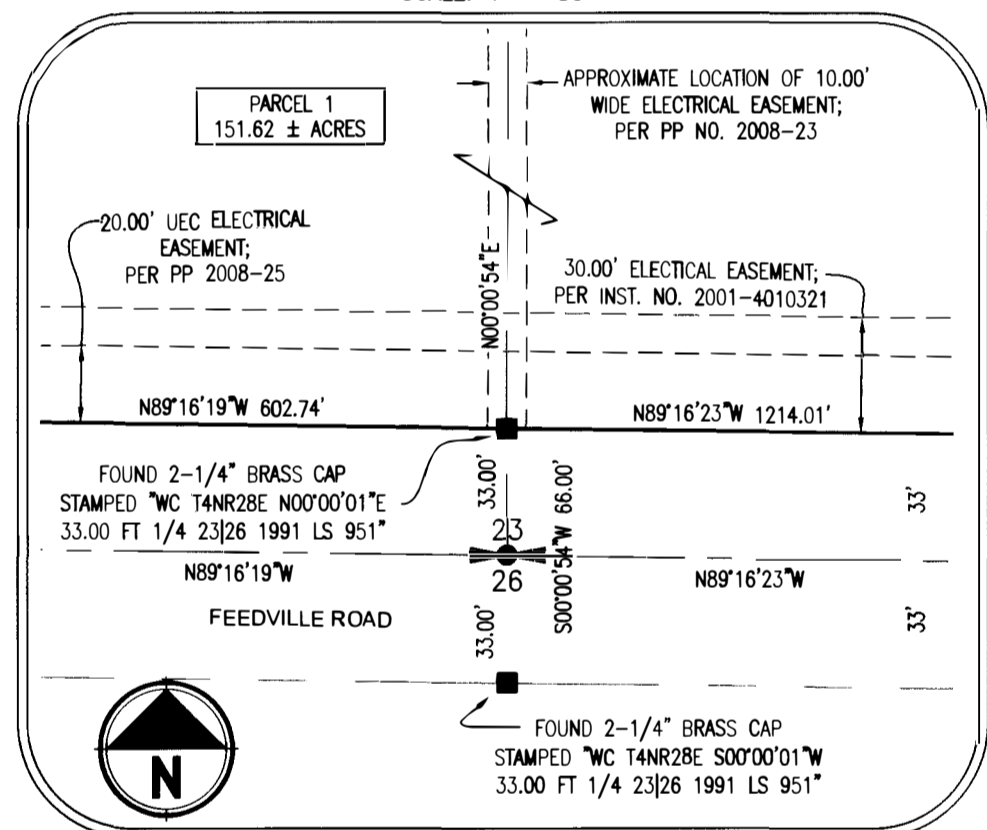 PARCEL 1
151.62 ± ACRES
APPROXIMATE LOCATION OF 10.00'
WIDE ELECTRICAL EASEMENT;
PER PP NO. 2008-23
20.00' UEC ELECTRICAL
EASEMENT;
PER PP 2008-25
N00°00'54"E
30.00' ELECTICAL EASEMENT;
PER INST. NO. 2001-4010321
N89°16'19"W 602.74'
N89°16'23"W 1214.01'
FOUND 2-1/4" BRASS CAP
STAMPED "WC T4NR28E N00°00'01"E
33.00 FT 1/4 23|26 1991 LS 951"
33.00'
S00°00'54"W 66.00'
33'
23
26
N89°16'19"W
N89°16'23"W
FEEDVILLE ROAD
33.00'
33'
N
FOUND 2-1/4" BRASS CAP
STAMPED "WC T4NR28E S00°00'01"W
33.00 FT 1/4 23|26 1991 LS 951"